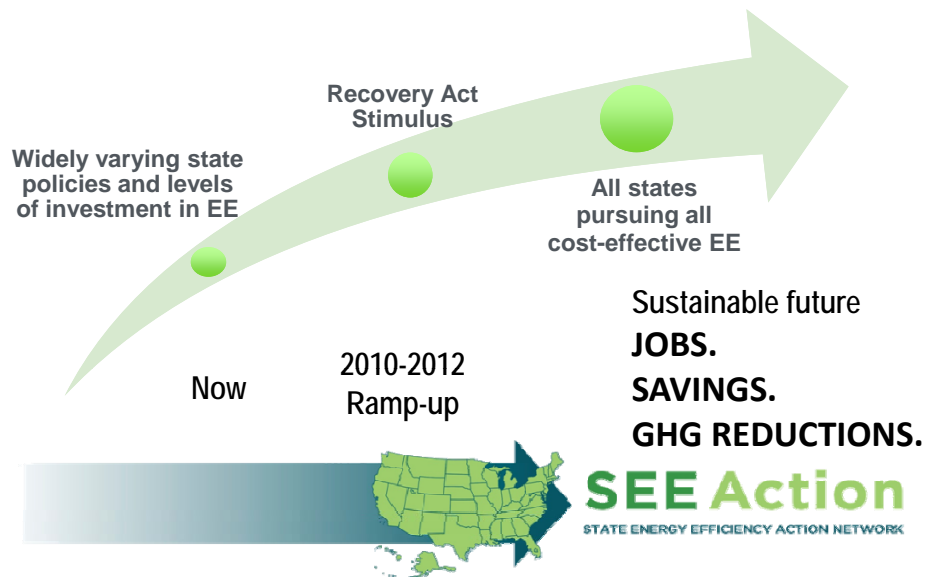 Widely varying state
policies and levels
of investment in EE
Recovery Act
Stimulus
All states
pursuing all
cost-effective EE
Now
2010-2012
Ramp-up
Sustainable future
JOBS.
SAVINGS.
GHG REDUCTIONS.
SEE Action
STATE ENERGY EFFICIENCY ACTION NETWORK